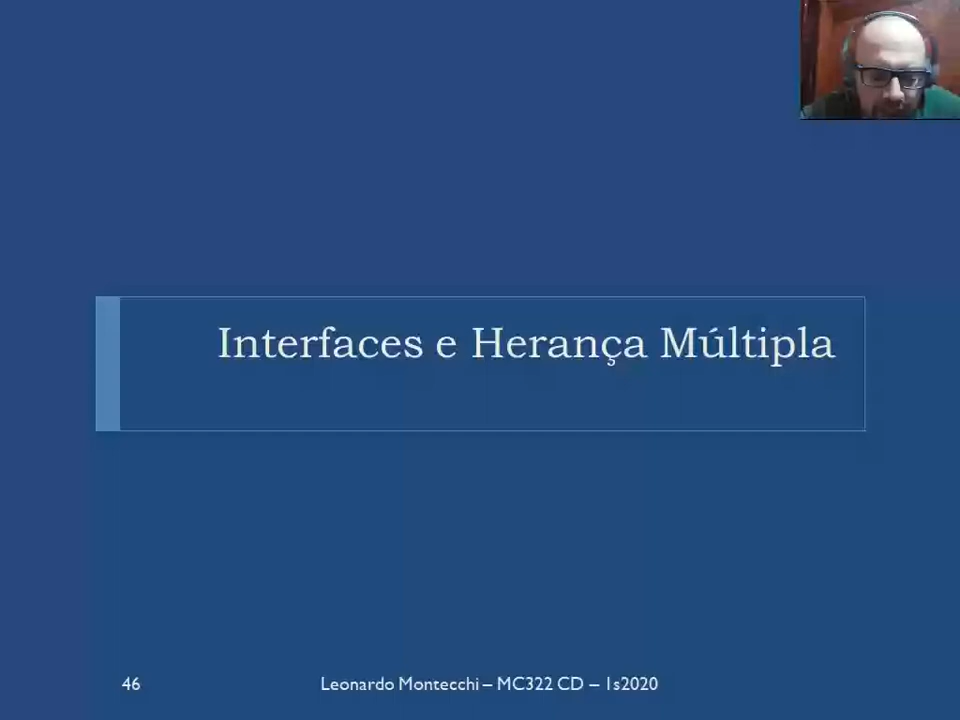 Interfaces e Herança Múltipla
46
Leonardo Montecchi – MC322 CD – 1s2020